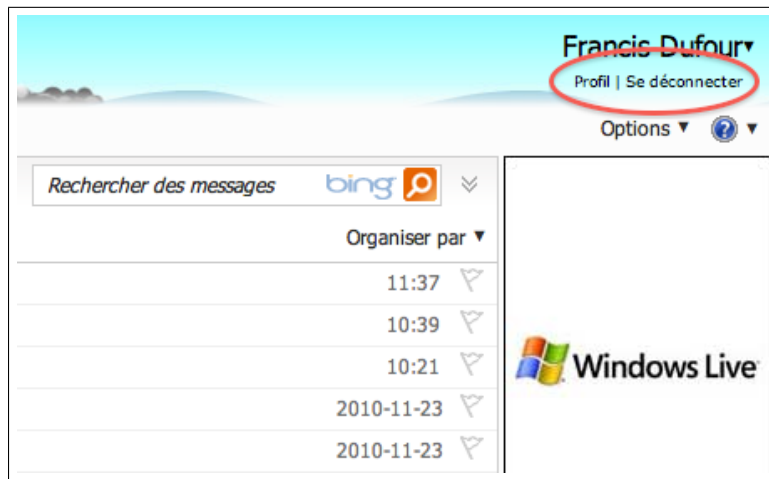 Francis Dufour▾
Profil | Se déconnecter
Options ▼ ? ▼
Rechercher des messages bing
Organiser par ▼
11:37
10:39
10:21
2010-11-23
2010-11-23
Windows Live